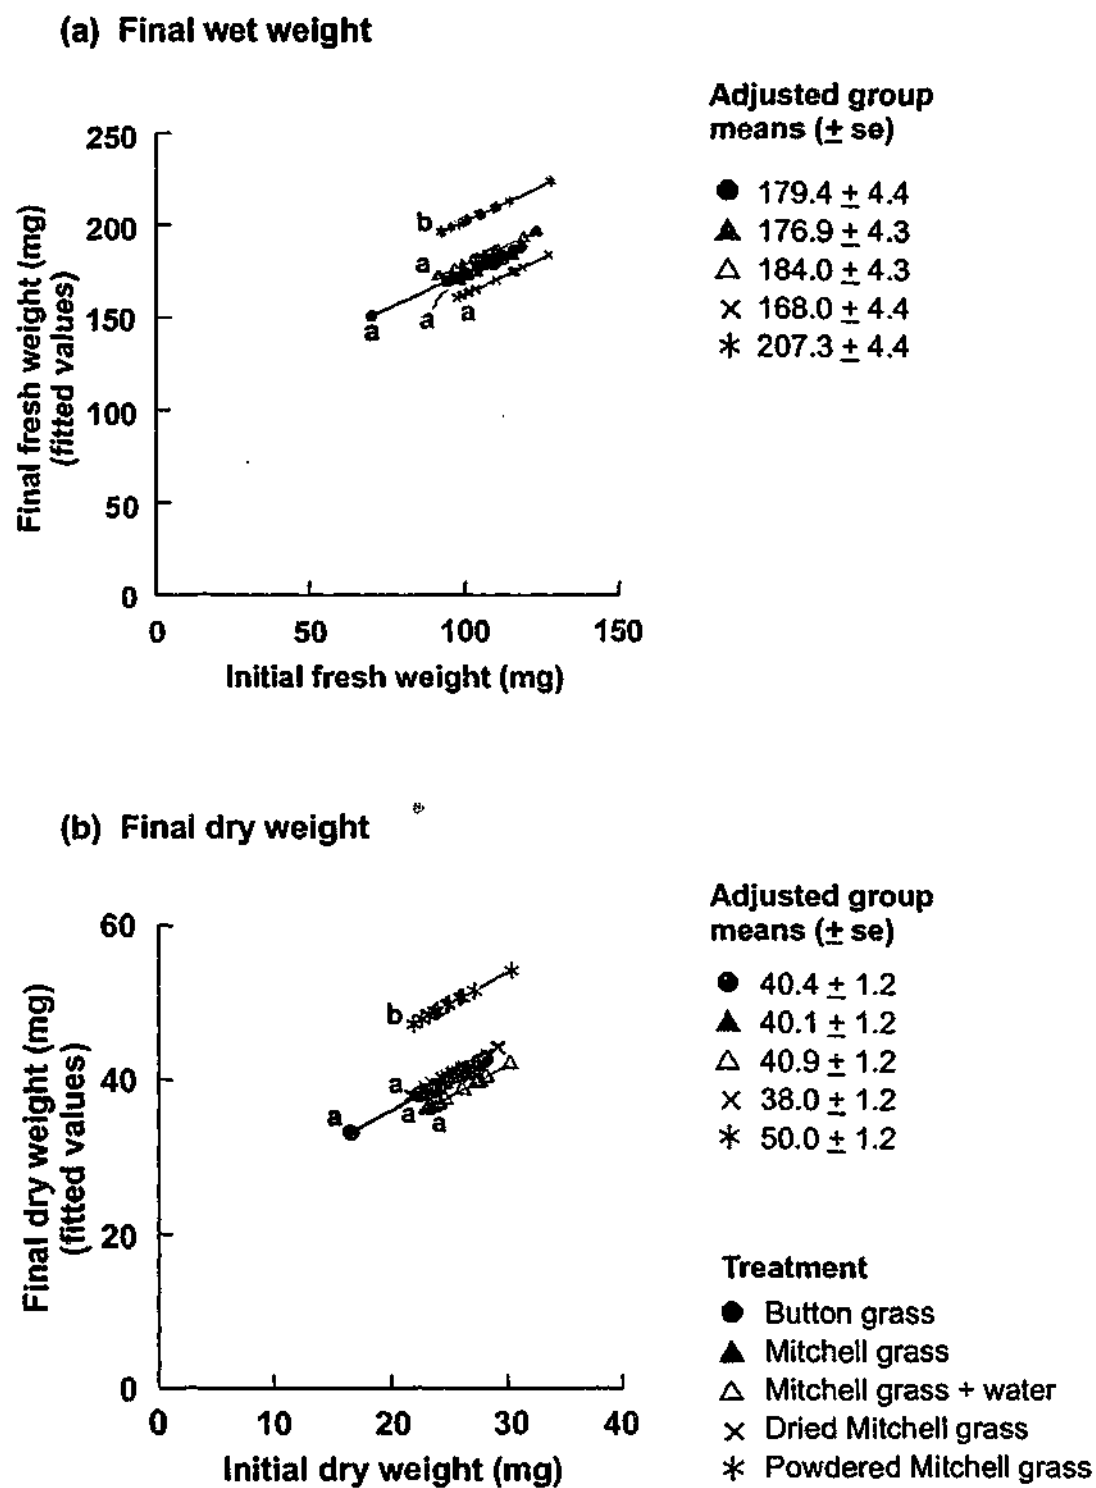 (a) Final wet weight
Adjusted group
means (± se)
250
200
150
100
50
0
0
50
100
150
Final fresh weight (mg)
(fitted values)
Initial fresh weight (mg)
b
a
a
a
a
179.4 ± 4.4
176.9 ± 4.3
184.0 ± 4.3
168.0 ± 4.4
207.3 ± 4.4
(b) Final dry weight
Adjusted group
means (± se)
60
40
20
0
0
10
20
30
40
Final dry weight (mg)
(fitted values)
Initial dry weight (mg)
b
a
a
a
a
40.4 ± 1.2
40.1 ± 1.2
40.9 ± 1.2
38.0 ± 1.2
50.0 ± 1.2
Treatment
Button grass
Mitchell grass
Mitchell grass + water
Dried Mitchell grass
Powdered Mitchell grass